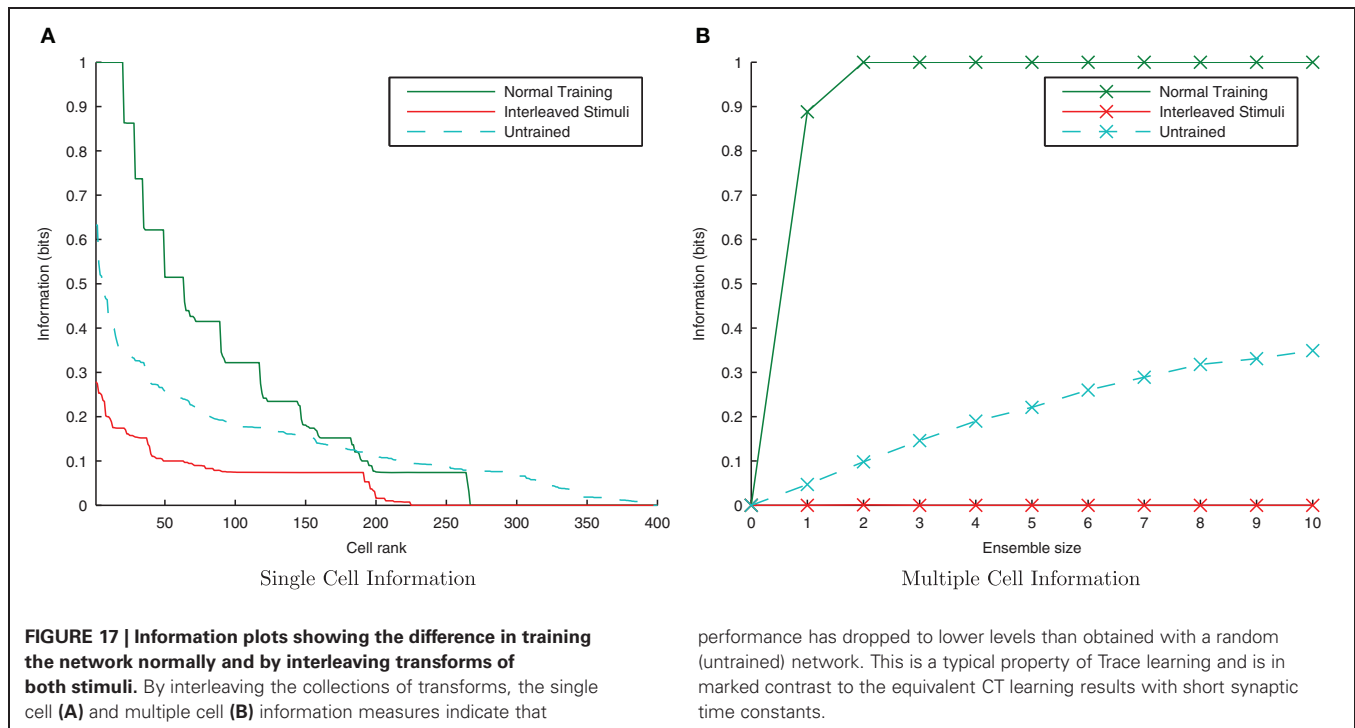 A
1
0.9
0.8
0.7
0.6
0.5
0.4
0.3
0.2
0.1
0
Information (bits)
Normal Training
Interleaved Stimuli
Untrained
50 100 150 200 250 300 350 400
Cell rank
Single Cell Information
B
1
0.9
0.8
0.7
0.6
0.5
0.4
0.3
0.2
0.1
0
Information (bits)
Normal Training
Interleaved Stimuli
Untrained
0 1 2 3 4 5 6 7 8 9 10
Ensemble size
Multiple Cell Information
FIGURE 17 | Information plots showing the difference in training
the network normally and by interleaving transforms of
both stimuli. By interleaving the collections of transforms, the single
cell (A) and multiple cell (B) information measures indicate that
performance has dropped to lower levels than obtained with a random
(untrained) network. This is a typical property of Trace learning and is in
marked contrast to the equivalent CT learning results with short synaptic
time constants.